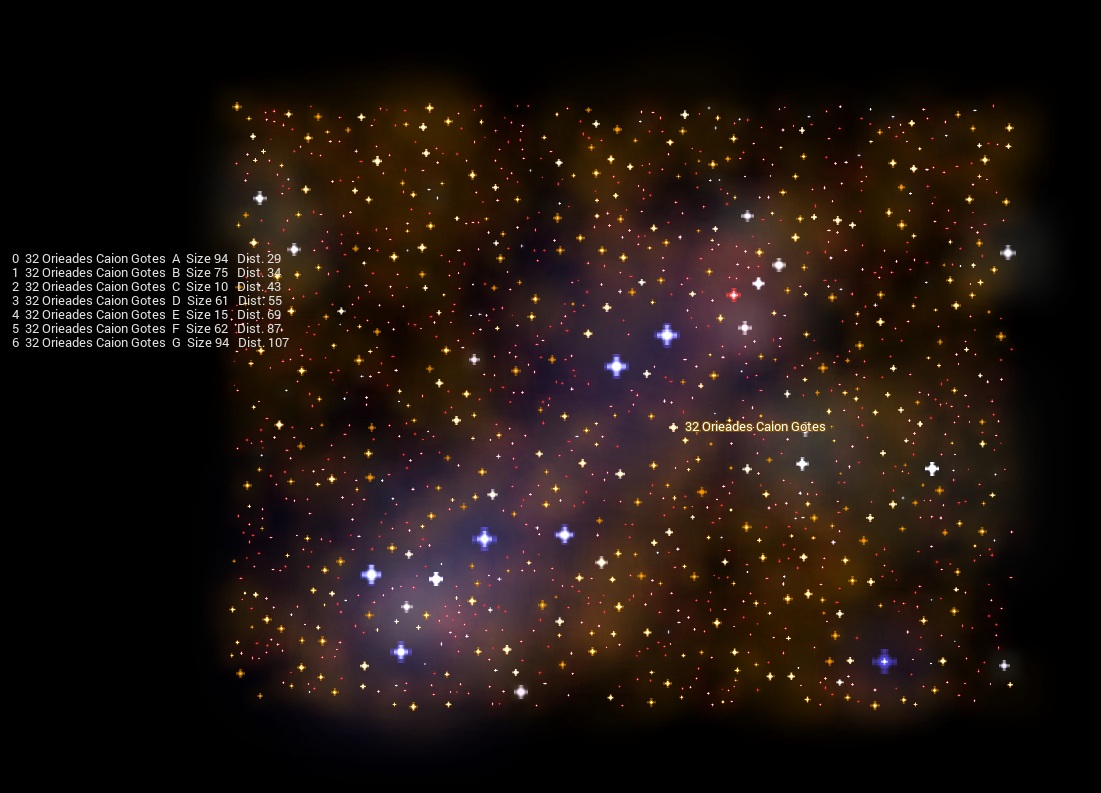 0 32 Orieades Caion Gotes A Size 94 Dist. 29
1 32 Orieades Caion Gotes B Size 75 Dist. 34
2 32 Orieades Caion Gotes C Size 10 Dist. 43
3 32 Orieades Caion Gotes D Size 61 Dist. 55
4 32 Orieades Caion Gotes E Size 15 Dist. 69
5 32 Orieades Caion Gotes F Size 62 Dist. 87
6 32 Orieades Caion Gotes G Size 94 Dist. 107
32 Orieades Caion Gotes